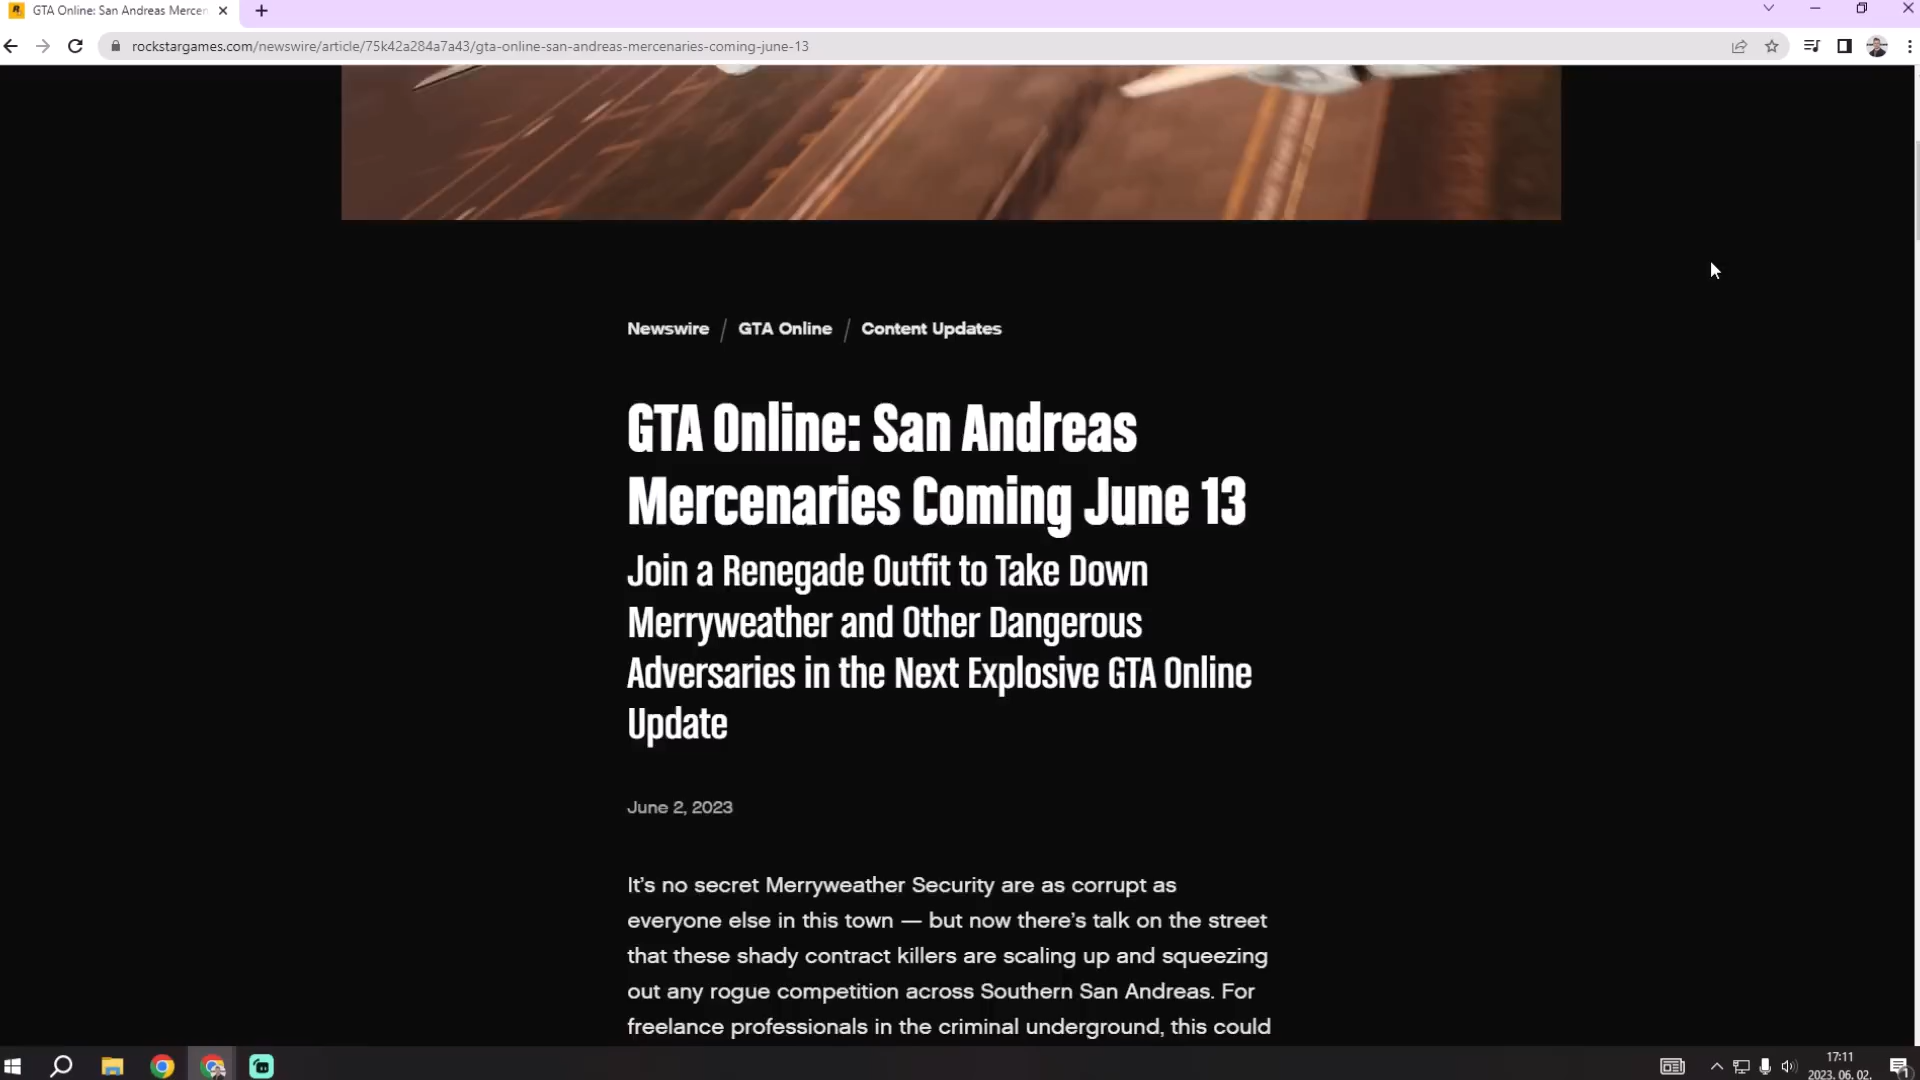 GTA Online: San Andreas Mercen
rockstargames.com/newswire/article/75k42a284a7a43/gta-online-san-andreas-mercenaries-coming-june-13
Newswire / GTA Online / Content Updates
GTA Online: San Andreas
Mercenaries Coming June 13
Join a Renegade Outfit to Take Down
Merryweather and Other Dangerous
Adversaries in the Next Explosive GTA Online
Update
June 2, 2023
It's no secret Merryweather Security are as corrupt as
everyone else in this town — but now there's talk on the street
that these shady contract killers are scaling up and squeezing
out any rogue competition across Southern San Andreas. For
freelance professionals in the criminal underground, this could
17:11
2023. 06. 02.
1